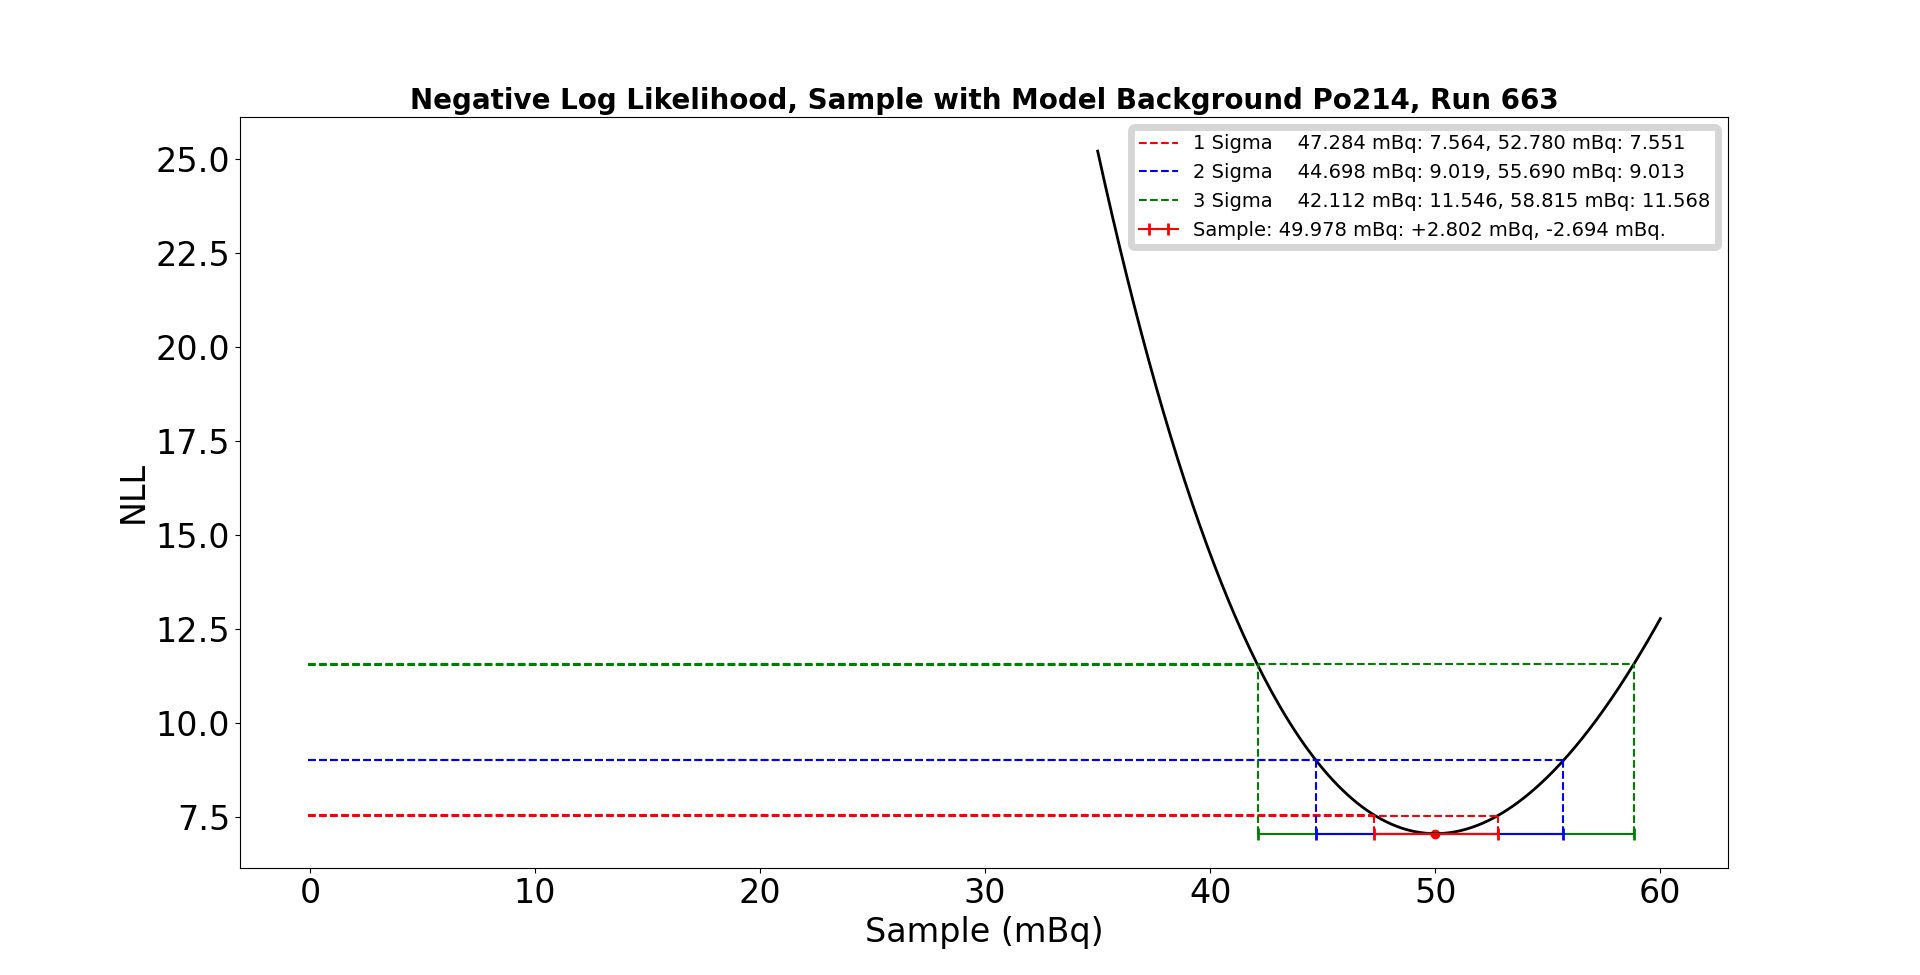 Negative Log Likelihood, Sample with Model Background Po214, Run 663
1 Sigma 47.284 mBq: 7.564, 52.780 mBq: 7.551
2 Sigma 44.698 mBq: 9.019, 55.690 mBq: 9.013
3 Sigma 42.112 mBq: 11.546, 58.815 mBq: 11.568
Sample: 49.978 mBq: +2.802 mBq, -2.694 mBq.
25.0
22.5
20.0
17.5
15.0
12.5
10.0
7.5
NLL
0 10 20 30 40 50 60
Sample (mBq)